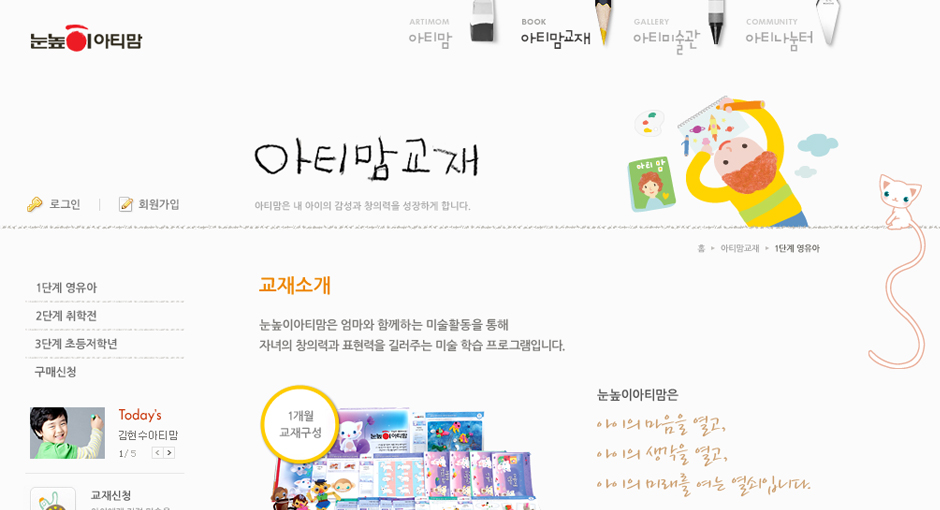 눈높이아티맘
ARTIMOM
아티맘
BOOK
아티맘교재
GALLERY
아티미술관
COMMUNITY
아티나눔터
아티맘교재
아티맘은 내 아이의 감성과 창의력을 성장하게 합니다.
아티맘
로그인
회원가입
홈 ▸ 아티맘교재 ▸ 1단계 영유아
1단계 영유아
2단계 취학전
3단계 초등저학년
구매신청
Today's
김현수아티맘
1 / 5
교재신청
교재소개
눈높이아티맘은 엄마와 함께하는 미술활동을 통해
자녀의 창의력과 표현력을 길러주는 미술 학습 프로그램입니다.
1개월
교재구성
눈높이아티맘
눈높이아티맘은
아이의 마음을 열고,
아이의 생각을 열고,
아이의 미래를 여는 열쇠입니다.